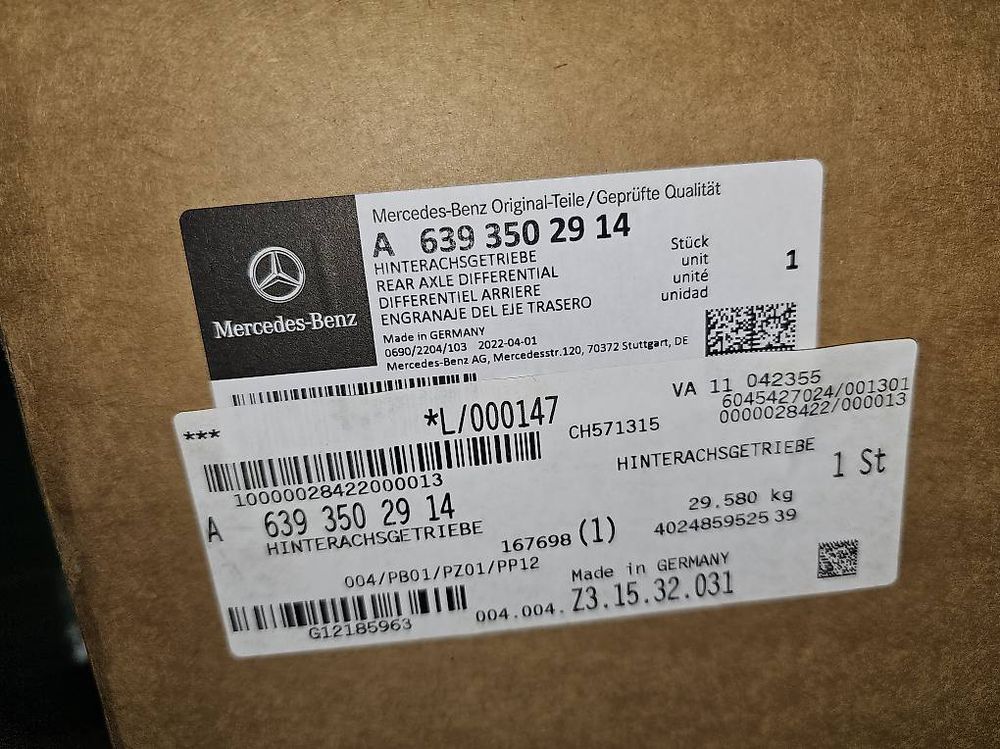 Mercedes-Benz
Mercedes-Benz Original-Teile/Geprüfte Qualität
A 639 350 29 14
HINTERACHSGETRIEBE
REAR AXLE DIFFERENTIAL
DIFFERENTIEL ARRIERE
ENGRANAJE DEL EJE TRASERO
Stück
unit
unité
unidad
1
Made in GERMANY
0690/2204/103 2022-04-01
Mercedes-Benz AG, Mercedesstr.120, 70372 Stuttgart, DE
*** *L/000147
VA 11 042355
CH571315
6045427024/001301
0000028422/000013
10000028422000013
HINTERACHSGETRIEBE 1 St
A 639 350 29 14
HINTERACHSGETRIEBE
29.580 kg
167698 (1) 4024859525 39
004/PB01/PZ01/PP12
Made in GERMANY
G12185963
004.004. Z3.15.32.031